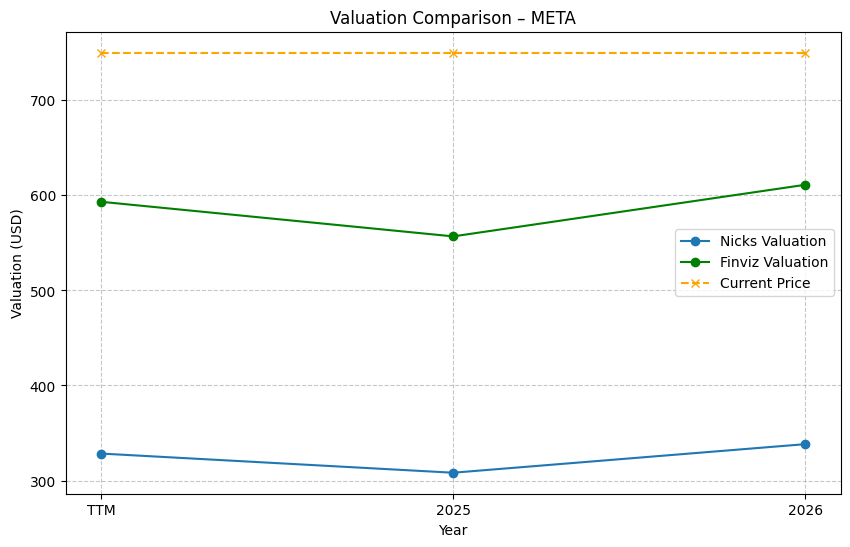 Valuation Comparison – META
Valuation (USD)
700
600
500
400
300
Nicks Valuation
Finviz Valuation
Current Price
TTM
2025
2026
Year